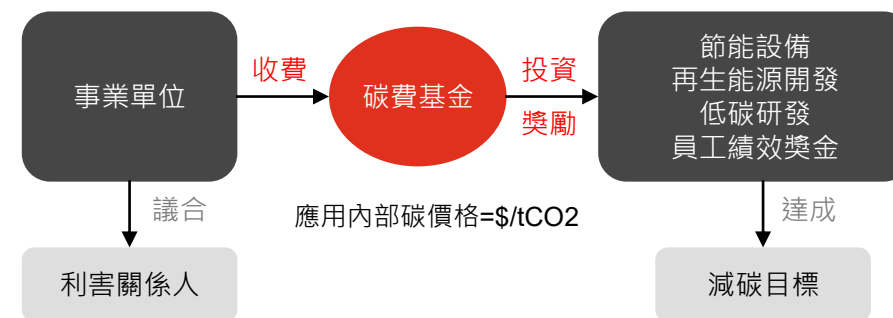 事業單位
收費
碳費基金
投資
獎勵
節能設備
再生能源開發
低碳研發
員工績效獎金
議合
應用內部碳價格=$/tCO2
達成
利害關係人
減碳目標